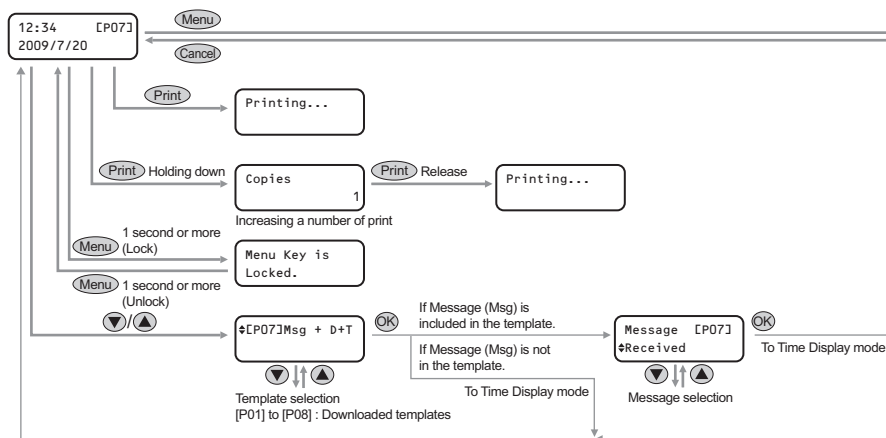 12:34 [P07]
2009/7/20
Menu
Cancel
Print
Printing...
Print Holding down
Copies
1
Increasing a number of print
Print Release
Printing...
Menu 1 second or more
(Lock)
Menu Key is
Locked.
Menu 1 second or more
(Unlock)
▼/▲
[P07]Msg + D+T
OK
If Message (Msg) is
included in the template.
If Message (Msg) is not
in the template.
To Time Display mode
Template selection
[P01] to [P08] : Downloaded templates
Message [P07]
Received
Message selection
OK
To Time Display mode